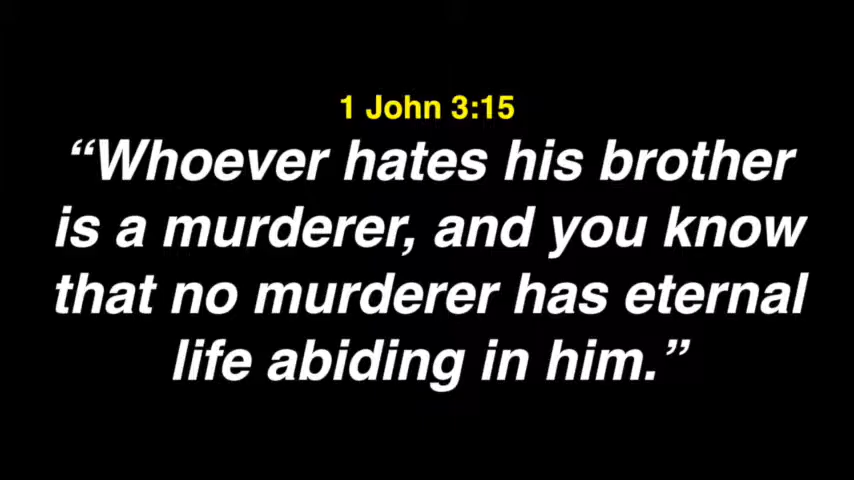 1 John 3:15
“Whoever hates his brother
is a murderer, and you know
that no murderer has eternal
life abiding in him.”